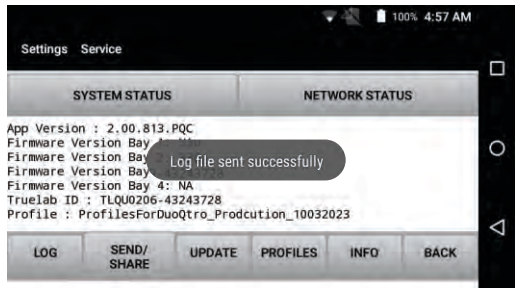 100% 4:57 AM
Settings Service
SYSTEM STATUS NETWORK STATUS
App Version : 2.00.813.PQC
Firmware Version Bay
Firmware Version Bay
Firmware Version Bay
Log file sent successfully
Firmware Version Bay 4: NA
Truelab ID : TLQU0206-43243728
Profile : ProfilesForDuoQtro_Prodcution_10032023
LOG SEND/ UPDATE PROFILES INFO BACK
SHARE